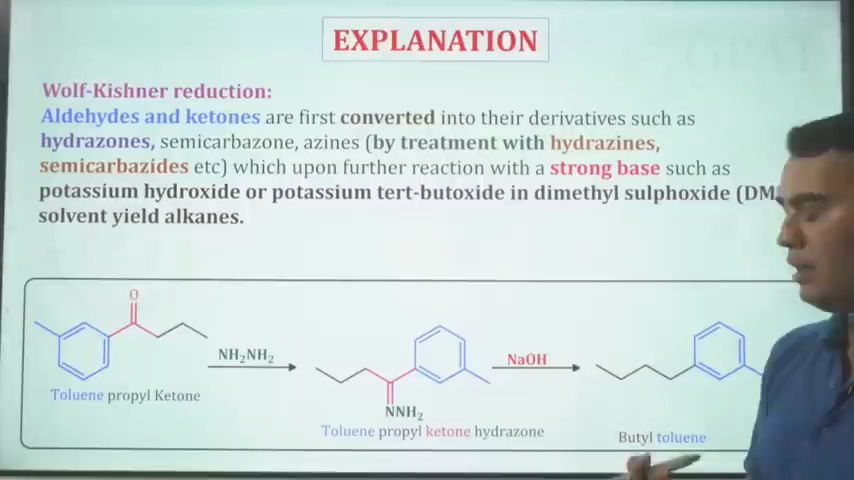 EXPLANATION
Wolf-Kishner reduction:
Aldehydes and ketones are first converted into their derivatives such as
hydrazones, semicarbazone, azines (by treatment with hydrazines,
semicarbazides etc) which upon further reaction with a strong base such as
potassium hydroxide or potassium tert-butoxide in dimethyl sulphoxide (DM
solvent yield alkanes.
O
NH₂NH₂
NaOH
Toluene propyl Ketone
NNH₂
Toluene propyl ketone hydrazone
Butyl toluene